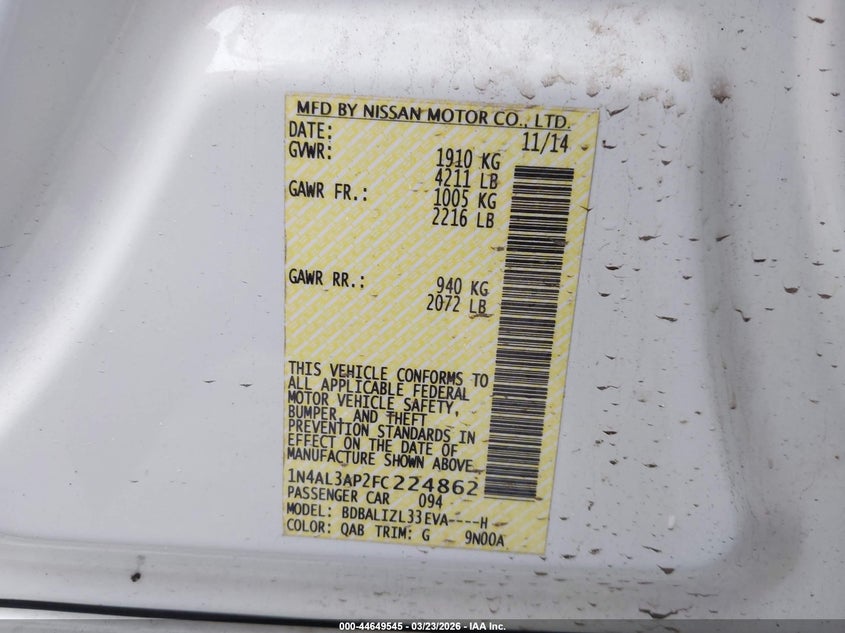 MFD BY NISSAN MOTOR CO., LTD.
DATE: 11/14
GVWR: 1910 KG
4211 LB
GAWR FR.: 1005 KG
2216 LB
GAWR RR.: 940 KG
2072 LB
THIS VEHICLE CONFORMS TO
ALL APPLICABLE FEDERAL
MOTOR VEHICLE SAFETY,
BUMPER, AND THEFT
PREVENTION STANDARDS IN
EFFECT ON THE DATE OF
MANUFACTURE SHOWN ABOVE
1N4AL3AP2FC224862
PASSENGER CAR 094
MODEL: BDBALIZL33EVA----H
COLOR: QAB TRIM: G 9N00A
000-44649545 - 03/23/2026 - IAA Inc.